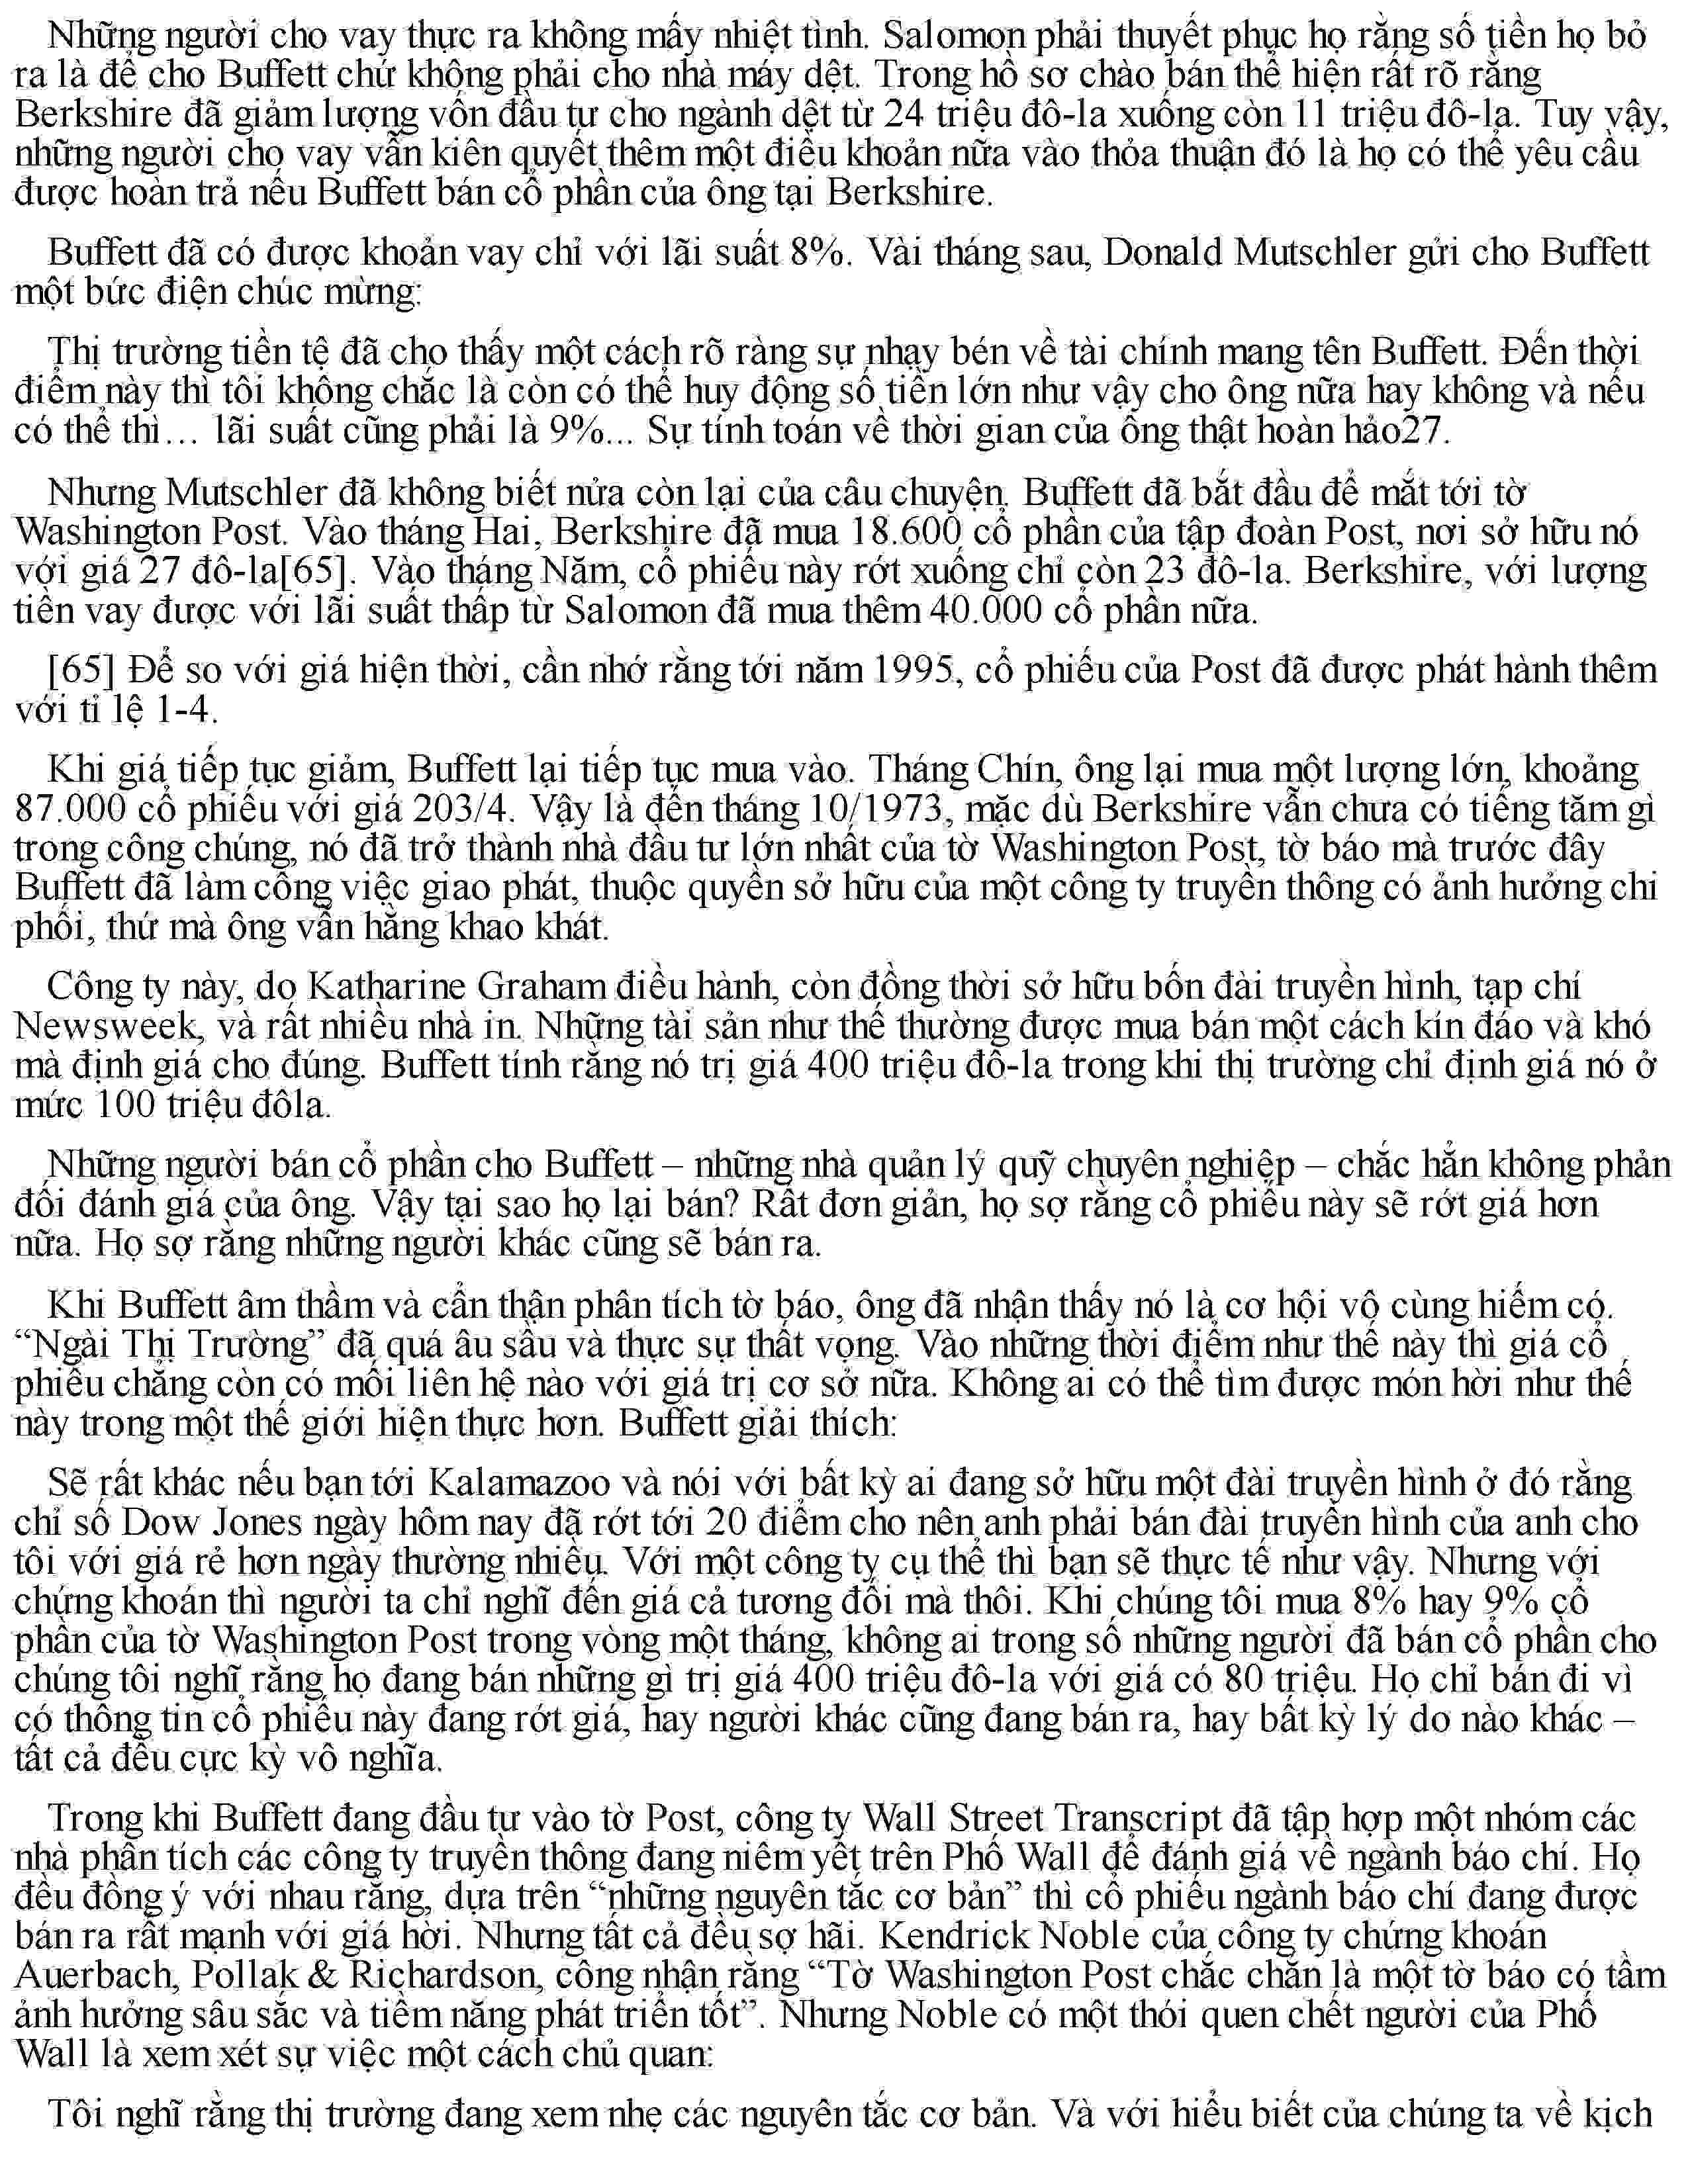 Những người cho vay thực ra không mấy nhiệt tình. Salomon phải thuyết phục họ rằng số tiền họ bỏ
ra là để cho Buffett chứ không phải cho nhà máy dệt. Trong hồ sơ chào bán thể hiện rất rõ rằng
Berkshire đã giảm lượng vốn đầu tư cho ngành dệt từ 24 triệu đô-la xuống còn 11 triệu đô-la. Tuy vậy,
những người cho vay vẫn kiên quyết thêm một điều khoản nữa vào thỏa thuận đó là họ có thể yêu cầu
được hoàn trả nếu Buffett bán cổ phần của ông tại Berkshire.
Buffett đã có được khoản vay chỉ với lãi suất 8%. Vài tháng sau, Donald Mutschler gửi cho Buffett
một bức điện chúc mừng:
Thị trường tiền tệ đã cho thấy một cách rõ ràng sự nhạy bén về tài chính mang tên Buffett. Đến thời
điểm này thì tôi không chắc là còn có thể huy động số tiền lớn như vậy cho ông nữa hay không và nếu
có thể thì… lãi suất cũng phải là 9%... Sự tính toán về thời gian của ông thật hoàn hảo27.
Nhưng Mutschler đã không biết nửa còn lại của câu chuyện. Buffett đã bắt đầu để mắt tới tờ
Washington Post. Vào tháng Hai, Berkshire đã mua 18.600 cổ phần của tập đoàn Post, nơi sở hữu nó
với giá 27 đô-la[65]. Vào tháng Năm, cổ phiếu này rớt xuống chỉ còn 23 đô-la. Berkshire, với lượng
tiền vay được với lãi suất thấp từ Salomon đã mua thêm 40.000 cổ phần nữa.
[65] Để so với giá hiện thời, cần nhớ rằng tới năm 1995, cổ phiếu của Post đã được phát hành thêm
với tỉ lệ 1-4.
Khi giá tiếp tục giảm, Buffett lại tiếp tục mua vào. Tháng Chín, ông lại mua một lượng lớn, khoảng
87.000 cổ phiếu với giá 203/4. Vậy là đến tháng 10/1973, mặc dù Berkshire vẫn chưa có tiếng tăm gì
trong công chúng, nó đã trở thành nhà đầu tư lớn nhất của tờ Washington Post, tờ báo mà trước đây
Buffett đã làm công việc giao phát, thuộc quyền sở hữu của một công ty truyền thông có ảnh hưởng chi
phối, thứ mà ông vẫn hằng khao khát.
Công ty này, do Katharine Graham điều hành, còn đồng thời sở hữu bốn đài truyền hình, tạp chí
Newsweek, và rất nhiều nhà in. Những tài sản như thế thường được mua bán một cách kín đáo và khó
mà định giá cho đúng. Buffett tính rằng nó trị giá 400 triệu đô-la trong khi thị trường chỉ định giá nó ở
mức 100 triệu đôla.
Những người bán cổ phần cho Buffett – những nhà quản lý quỹ chuyên nghiệp – chắc hẳn không phản
đối đánh giá của ông. Vậy tại sao họ lại bán? Rất đơn giản, họ sợ rằng cổ phiếu này sẽ rớt giá hơn
nữa. Họ sợ rằng những người khác cũng sẽ bán ra.
Khi Buffett âm thầm và cẩn thận phân tích tờ báo, ông đã nhận thấy nó là cơ hội vô cùng hiếm có.
“Ngài Thị Trường” đã quá âu sầu và thực sự thất vọng. Vào những thời điểm như thế này thì giá cổ
phiếu chẳng còn có mối liên hệ nào với giá trị cơ sở nữa. Không ai có thể tìm được món hời như thế
này trong một thế giới hiện thực hơn. Buffett giải thích:
Sẽ rất khác nếu bạn tới Kalamazoo và nói với bất kỳ ai đang sở hữu một đài truyền hình ở đó rằng
chỉ số Dow Jones ngày hôm nay đã rớt tới 20 điểm cho nên anh phải bán đài truyền hình của anh cho
tôi với giá rẻ hơn ngày thường nhiều. Với một công ty cụ thể thì bạn sẽ thực tế như vậy. Nhưng với
chứng khoán thì người ta chỉ nghĩ đến giá cả tương đối mà thôi. Khi chúng tôi mua 8% hay 9% cổ
phần của tờ Washington Post trong vòng một tháng, không ai trong số những người đã bán cổ phần cho
chúng tôi nghĩ rằng họ đang bán những gì trị giá 400 triệu đô-la với giá có 80 triệu. Họ chỉ bán đi vì
có thông tin cổ phiếu này đang rớt giá, hay người khác cũng đang bán ra, hay bất kỳ lý do nào khác –
tất cả đều cực kỳ vô nghĩa.
Trong khi Buffett đang đầu tư vào tờ Post, công ty Wall Street Transcript đã tập hợp một nhóm các
nhà phân tích các công ty truyền thông đang niêm yết trên Phố Wall để đánh giá về ngành báo chí. Họ
đều đồng ý với nhau rằng, dựa trên “những nguyên tắc cơ bản” thì cổ phiếu ngành báo chí đang được
bán ra rất mạnh với giá hời. Nhưng tất cả đều sợ hãi. Kendrick Noble của công ty chứng khoán
Auerbach, Pollak & Richardson, công nhận rằng “Tờ Washington Post chắc chắn là một tờ báo có tầm
ảnh hưởng sâu sắc và tiềm năng phát triển tốt”. Nhưng Noble có một thói quen chết người của Phố
Wall là xem xét sự việc một cách chủ quan:
Tôi nghĩ rằng thị trường đang xem nhẹ các nguyên tắc cơ bản. Và với hiểu biết của chúng ta về kịch